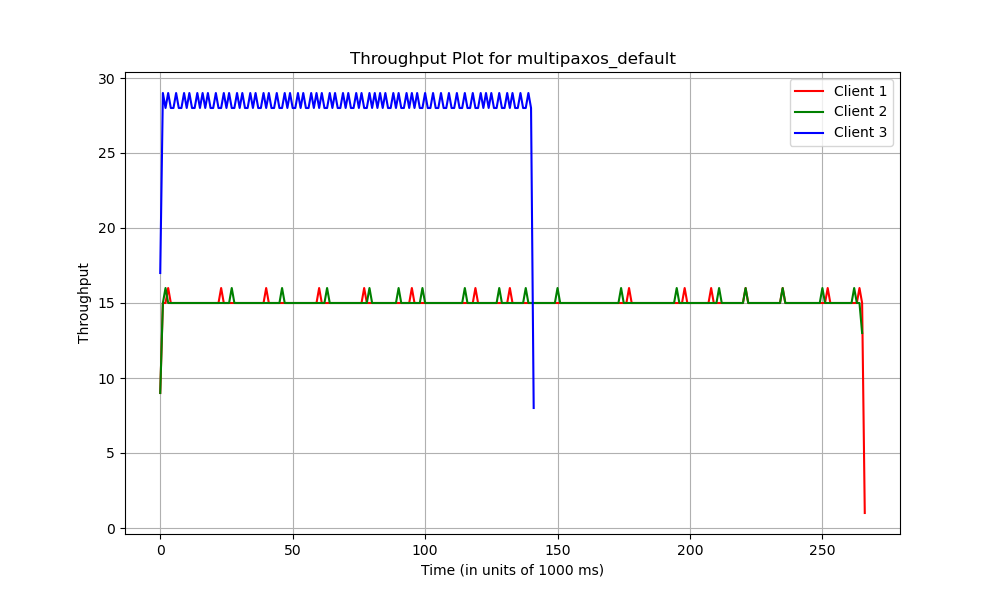 Throughput Plot for multipaxos_default
30
25
20
15
10
5
0
Throughput
Client 1
Client 2
Client 3
0 50 100 150 200 250
Time (in units of 1000 ms)